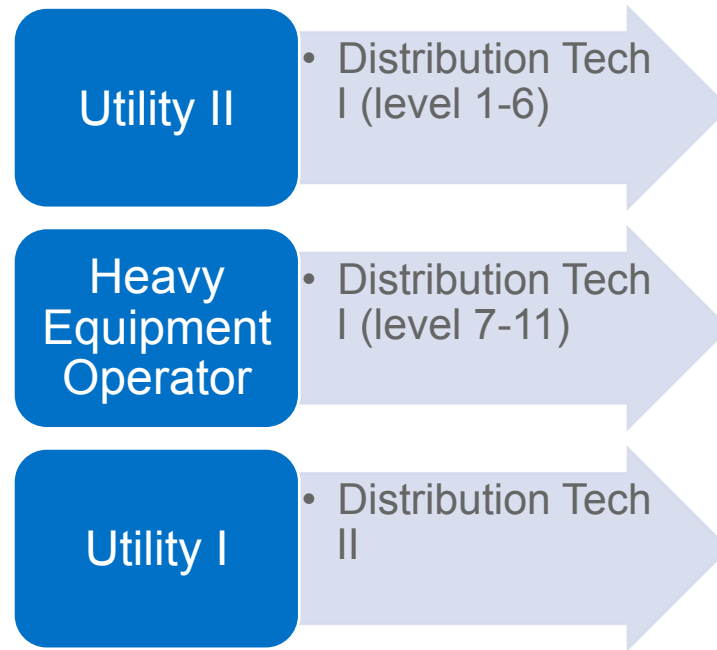 Utility II
• Distribution Tech
I (level 1-6)
Heavy
Equipment
Operator
• Distribution Tech
I (level 7-11)
Utility I
• Distribution Tech
II